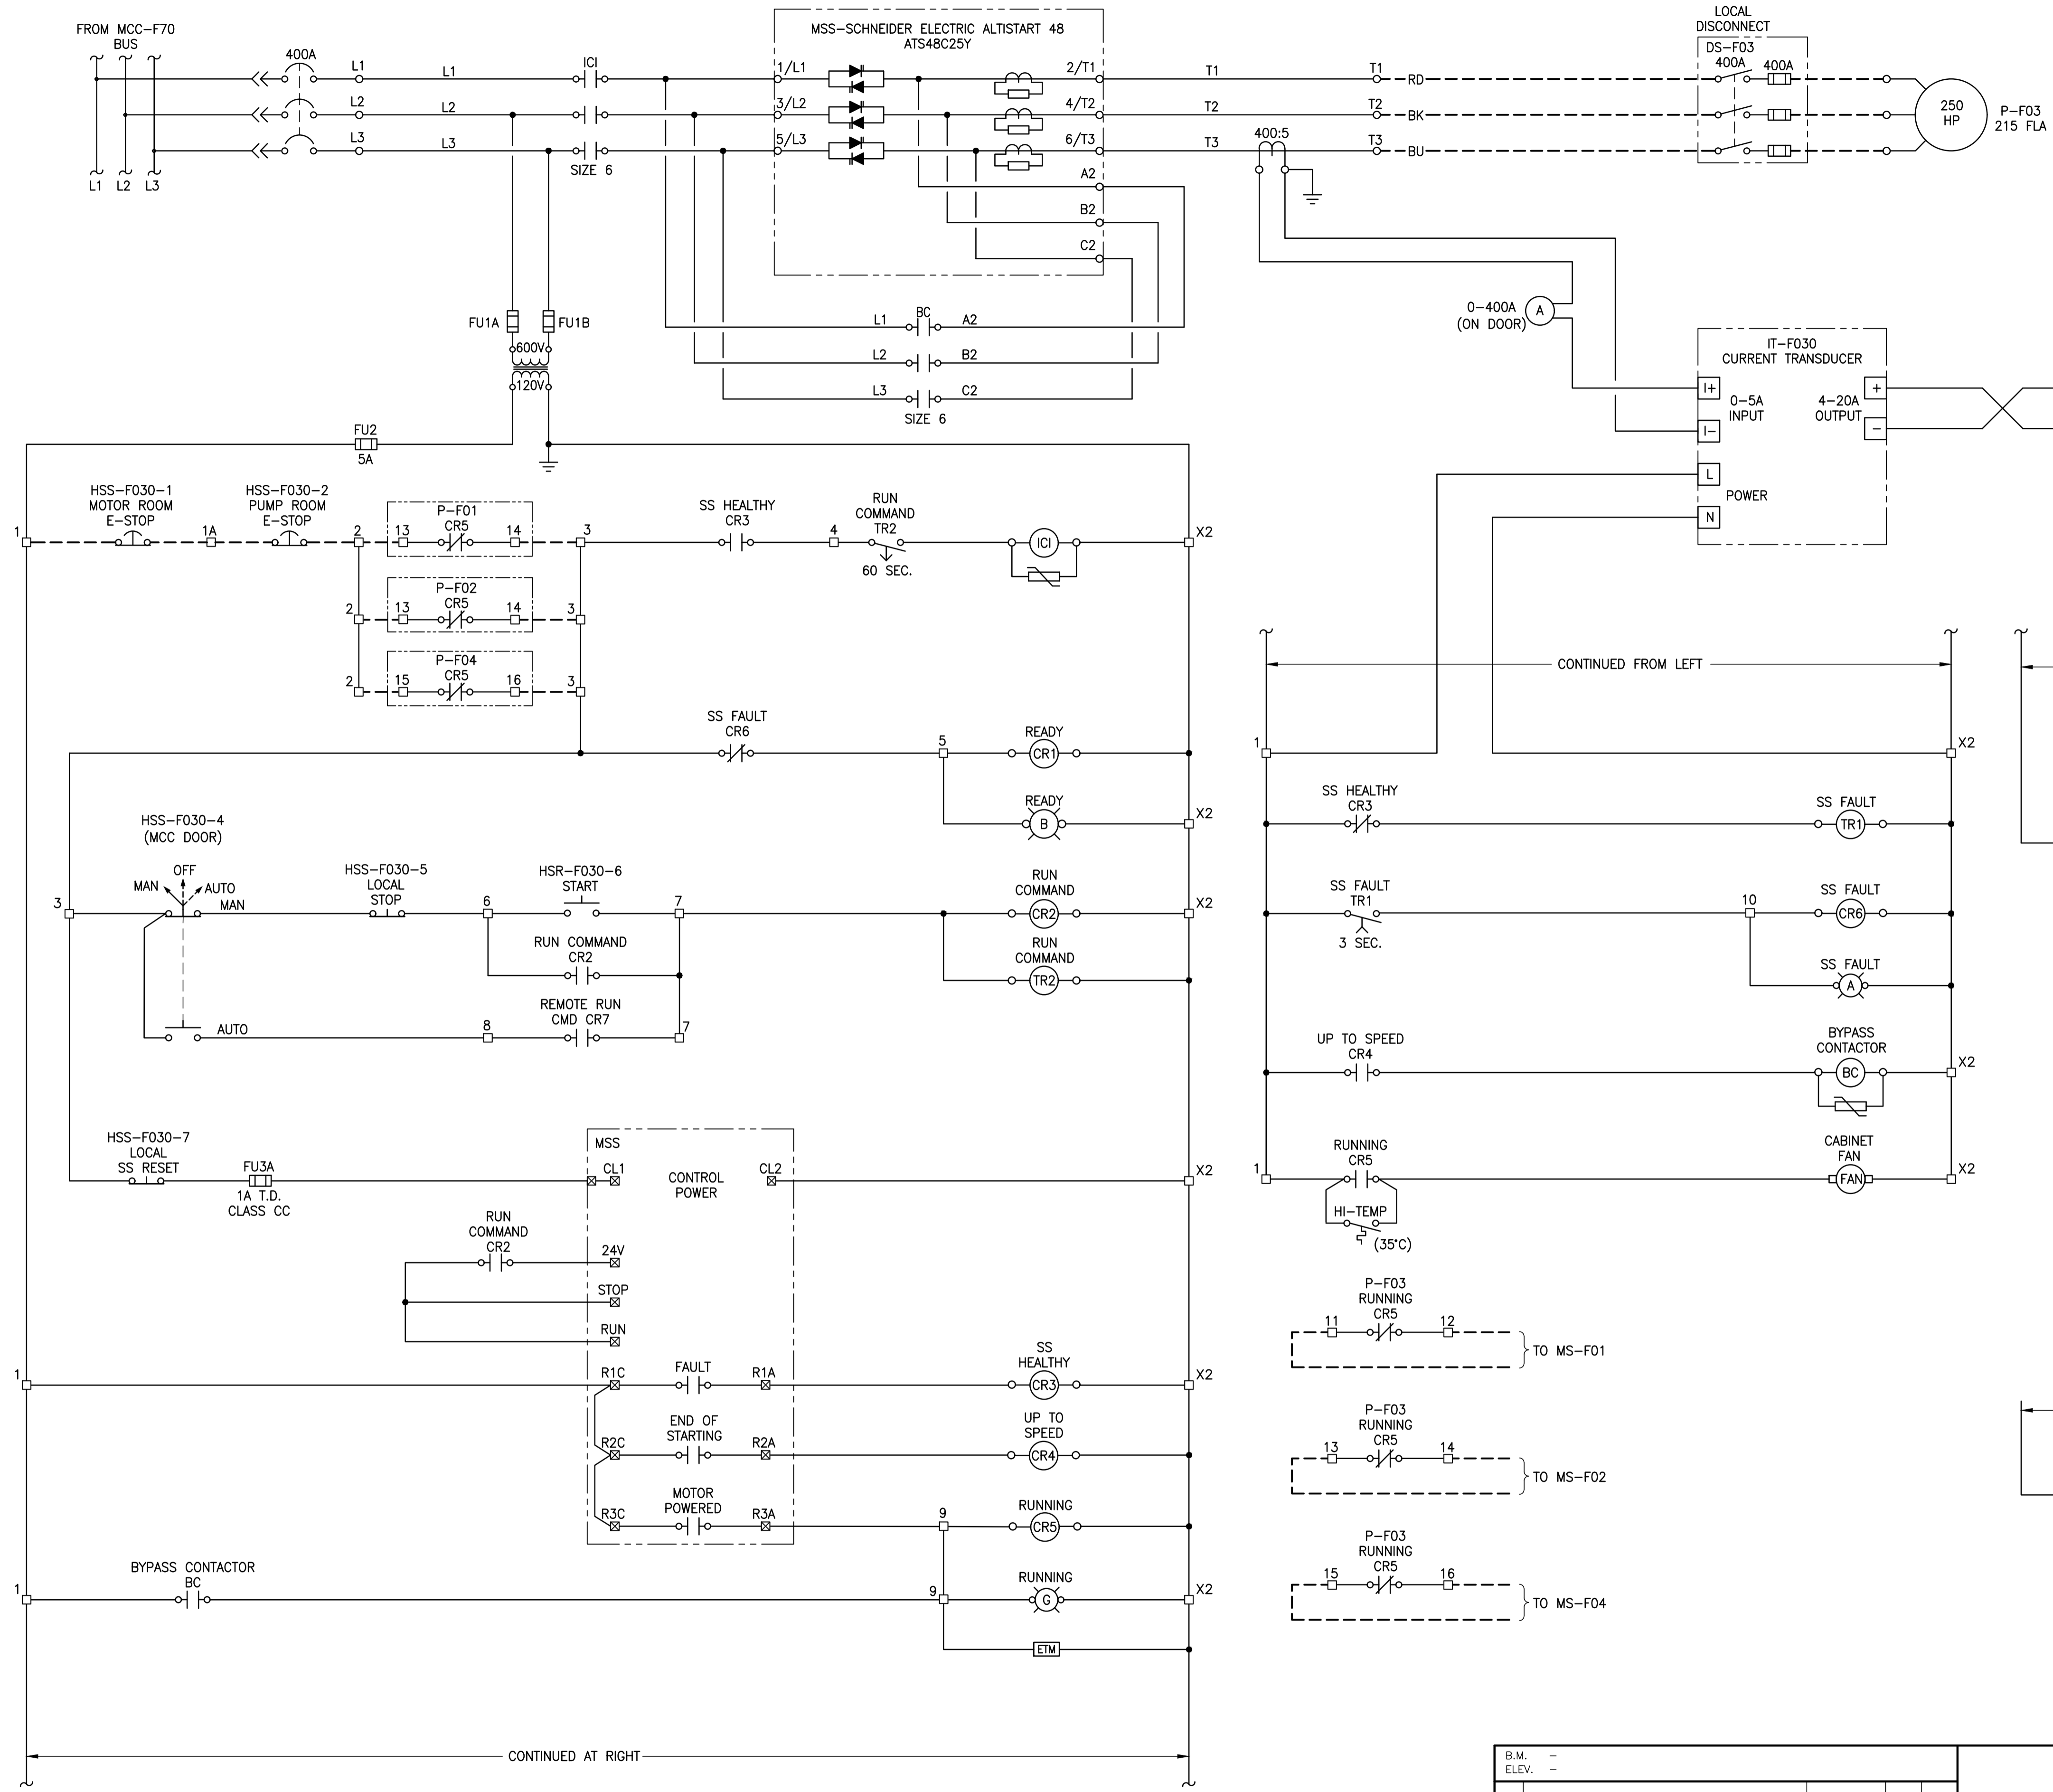 FROM MCC-F70
BUS
400A
L1
L1
ICI
L2
L2
L3
L3
SIZE 6
L1 L2 L3
MSS-SCHNEIDER ELECTRIC ALTISTART 48
ATS48C25Y
1/L1
2/T1
3/L2
4/T2
5/L3
6/T3
A2
B2
C2
T1
T1
RD
T2
T2
BK
T3
400:5
T3
BU
LOCAL
DISCONNECT
DS-F03
400A
400A
250
HP
P-F03
215 FLA
FU1A
FU1B
600V
120V
L1
BC
A2
L2
B2
L3
C2
SIZE 6
0-400A
(ON DOOR)
A
IT-F030
CURRENT TRANSDUCER
I+
0-5A
INPUT
I-
4-20A
OUTPUT
+
-
L
POWER
N
FU2
5A
1
HSS-F030-1
MOTOR ROOM
E-STOP
1A
HSS-F030-2
PUMP ROOM
E-STOP
2
P-F01
CR5
13
14
3
SS HEALTHY
CR3
4
RUN
COMMAND
TR2
60 SEC.
ICI
X2
2
P-F02
CR5
13
14
3
2
P-F04
CR5
15
16
3
SS FAULT
CR6
5
READY
CR1
READY
B
X2
HSS-F030-4
(MCC DOOR)
OFF
MAN
AUTO
MAN
3
HSS-F030-5
LOCAL
STOP
6
HSR-F030-6
START
7
RUN
COMMAND
CR2
X2
RUN COMMAND
CR2
RUN
COMMAND
TR2
AUTO
8
REMOTE RUN
CMD CR7
7
HSS-F030-7
LOCAL
SS RESET
FU3A
1A T.D.
CLASS CC
MSS
CL1
CONTROL
POWER
CL2
X2
RUN
COMMAND
CR2
24V
STOP
RUN
1
R1C
FAULT
R1A
SS
HEALTHY
CR3
X2
R2C
END OF
STARTING
R2A
UP TO
SPEED
CR4
R3C
MOTOR
POWERED
R3A
9
RUNNING
CR5
1
BYPASS CONTACTOR
BC
9
RUNNING
G
X2
ETM
CONTINUED AT RIGHT
CONTINUED FROM LEFT
1
X2
SS HEALTHY
CR3
SS FAULT
TR1
SS FAULT
TR1
3 SEC.
10
SS FAULT
CR6
SS FAULT
A
UP TO SPEED
CR4
BYPASS
CONTACTOR
BC
X2
1
RUNNING
CR5
CABINET
FAN
FAN
X2
HI-TEMP
(35°C)
P-F03
RUNNING
CR5
11
12
TO MS-F01
P-F03
RUNNING
CR5
13
14
TO MS-F02
P-F03
RUNNING
CR5
15
16
TO MS-F04
B.M. -
ELEV. -